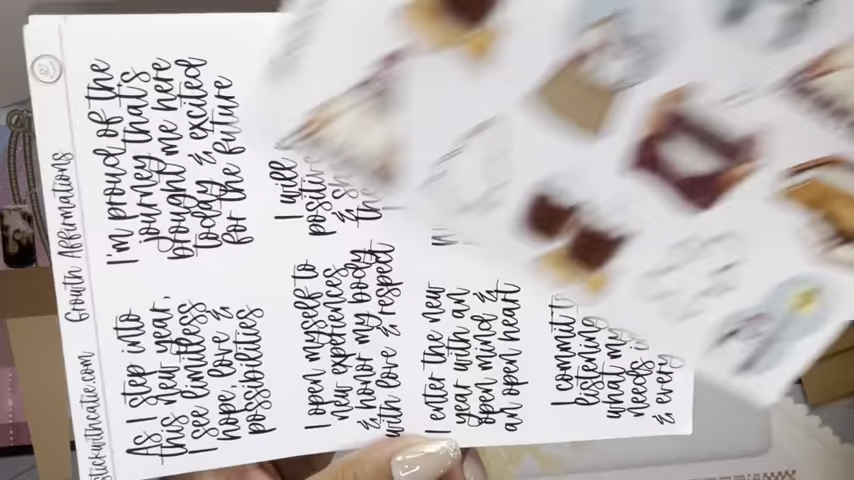 Growth Affirmations
stickwithcatie.com
I'm proud of the
journey that's
brought me here
today & excited
for the future
As I step into
this new year,
I see limitless
hope, love &
possibilities
I will
positiv
& sh
the
I open myself to
new experiences
& honor my body
with love & respect
I enter the new
year with an
open mind &
an open heart
I commit to
listening
what my
needs i
& every